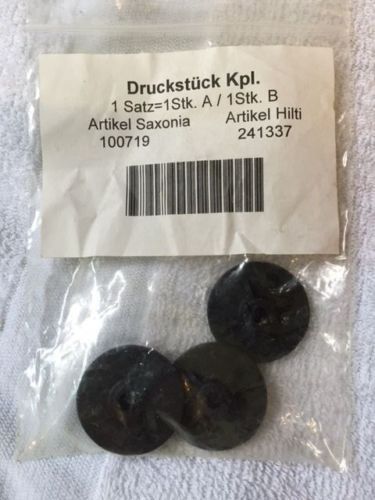 Druckstück Kpl.
1 Satz=1Stk. A / 1Stk. B
Artikel Saxonia Artikel Hilti
100719 241337